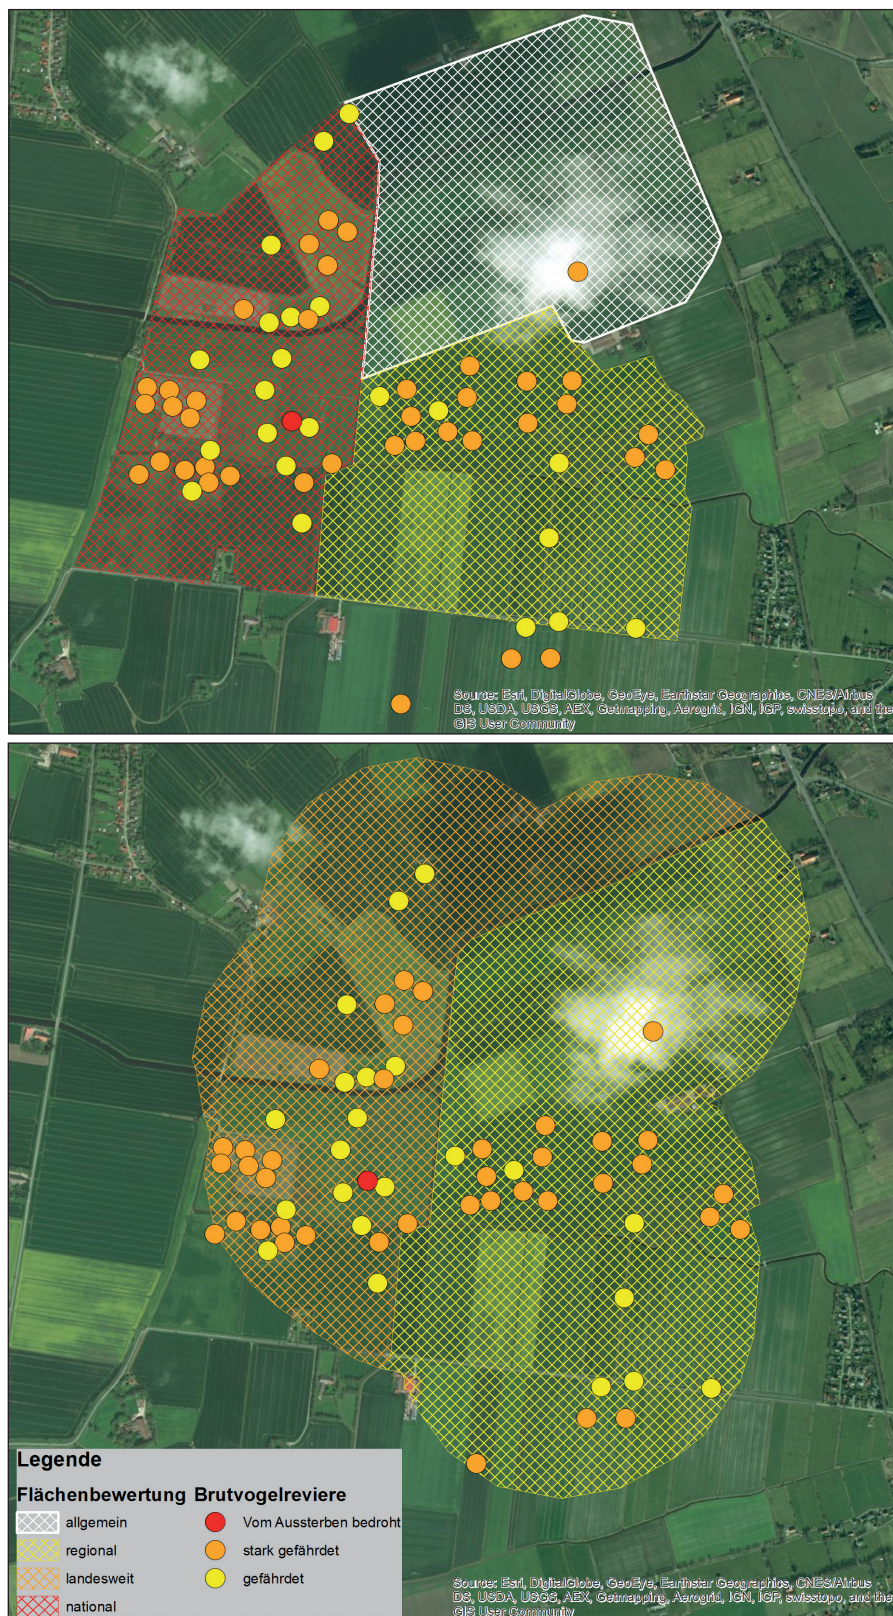 Source: Esri, DigitalGlobe, GeoEye, Earthstar Geographics, CNES/Airbus
DS, USDA, USGS, AEX, Getmapping, Aerogrid, IGN, IGP, swisstopo, and the
GIS User Community
Legende
Flächenbewertung Brutvogelreviere
allgemein
Vom Aussterben bedroht
regional
stark gefährdet
landesweit
gefährdet
national
Source: Esri, DigitalGlobe, GeoEye, Earthstar Geographics, CNES/Airbus
DS, USDA, USGS, AEX, Getmapping, Aerogrid, IGN, IGP, swisstopo, and the
GIS User Community